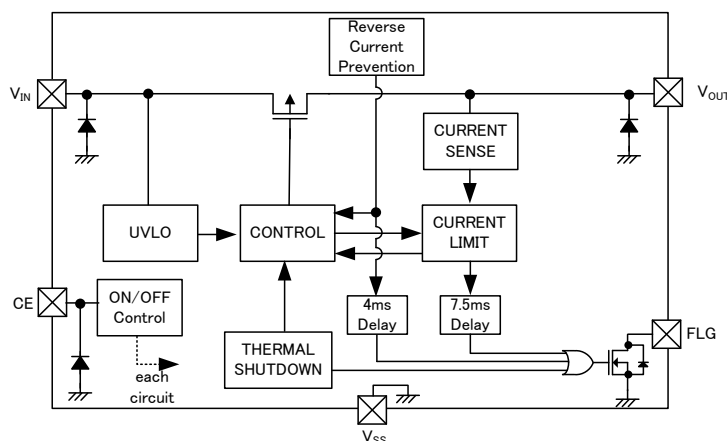 Reverse
Current
Prevention
VIN
VOUT
CURRENT
SENSE
UVLO
CONTROL
CURRENT
LIMIT
CE
ON/OFF
Control
4ms
Delay
7.5ms
Delay
FLG
each
circuit
THERMAL
SHUTDOWN
VSS